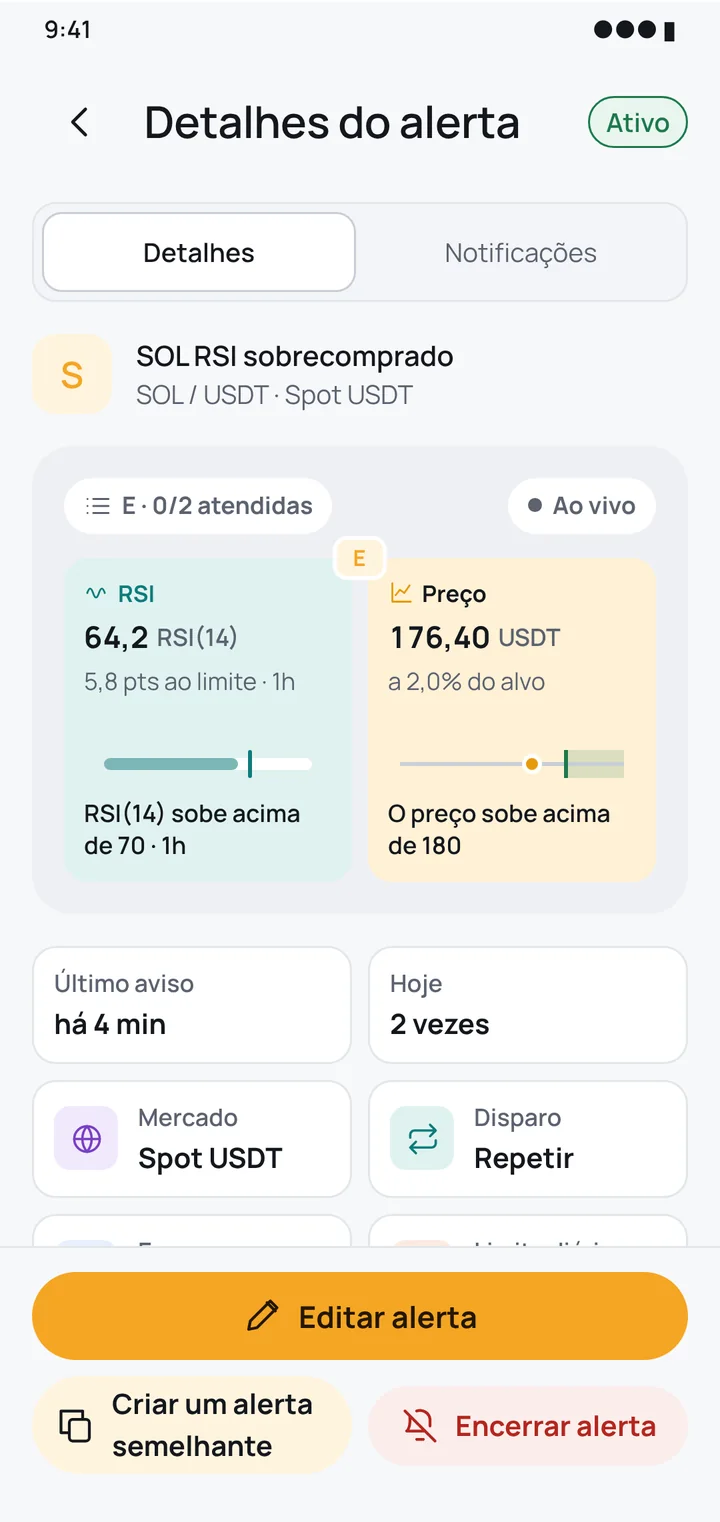 9:41
Detalhes do alerta
Ativo
Detalhes
Notificações
S
SOL RSI sobrecomprado
SOL / USDT · Spot USDT
E · 0/2 atendidas
Ao vivo
E
RSI
64,2 RSI(14)
5,8 pts ao limite · 1h
RSI(14) sobe acima
de 70 · 1h
Preço
176,40 USDT
a 2,0% do alvo
O preço sobe acima
de 180
Último aviso
há 4 min
Hoje
2 vezes
Mercado
Spot USDT
Disparo
Repetir
Editar alerta
Criar um alerta
semelhante
Encerrar alerta